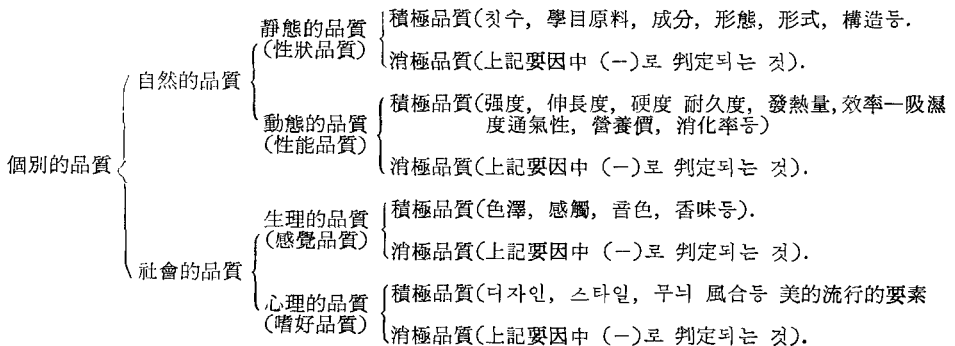 靜態的品質
(性狀品質)
積極品質(칫수, 學目原料, 成分, 形態, 形式, 構造등.
消極品質(上記要因中 (−)로 判定되는 것).
自然的品質
動態的品質
(性能品質)
積極品質(强度, 伸長度, 硬度 耐久度, 發熱量, 效率−吸濕
度通氣性, 營養價, 消化率등)
消極品質(上記要因中 (−)로 判定되는 것).
個別的品質
生理的品質
(感覺品質)
積極品質(色澤, 感觸, 音色, 香味등).
消極品質(上記要因中 (−)로 判定되는 것).
社會的品質
心理的品質
(嗜好品質)
積極品質(디자인, 스타일, 무늬 風合등 美的流行的要素
消極品質(上記要因中 (−)로 判定되는 것).